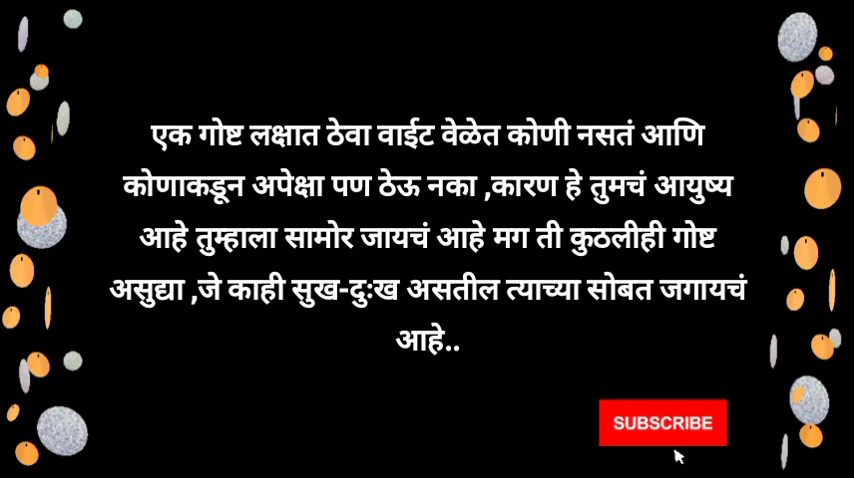 एक गोष्ट लक्षात ठेवा वाईट वेळेत कोणी नसतं आणि
कोणाकडून अपेक्षा पण ठेऊ नका ,कारण हे तुमचं आयुष्य
आहे तुम्हाला सामोर जायचं आहे मग ती कुठलीही गोष्ट
असुद्या ,जे काही सुख-दुःख असतील त्याच्या सोबत जगायचं
आहे..
SUBSCRIBE